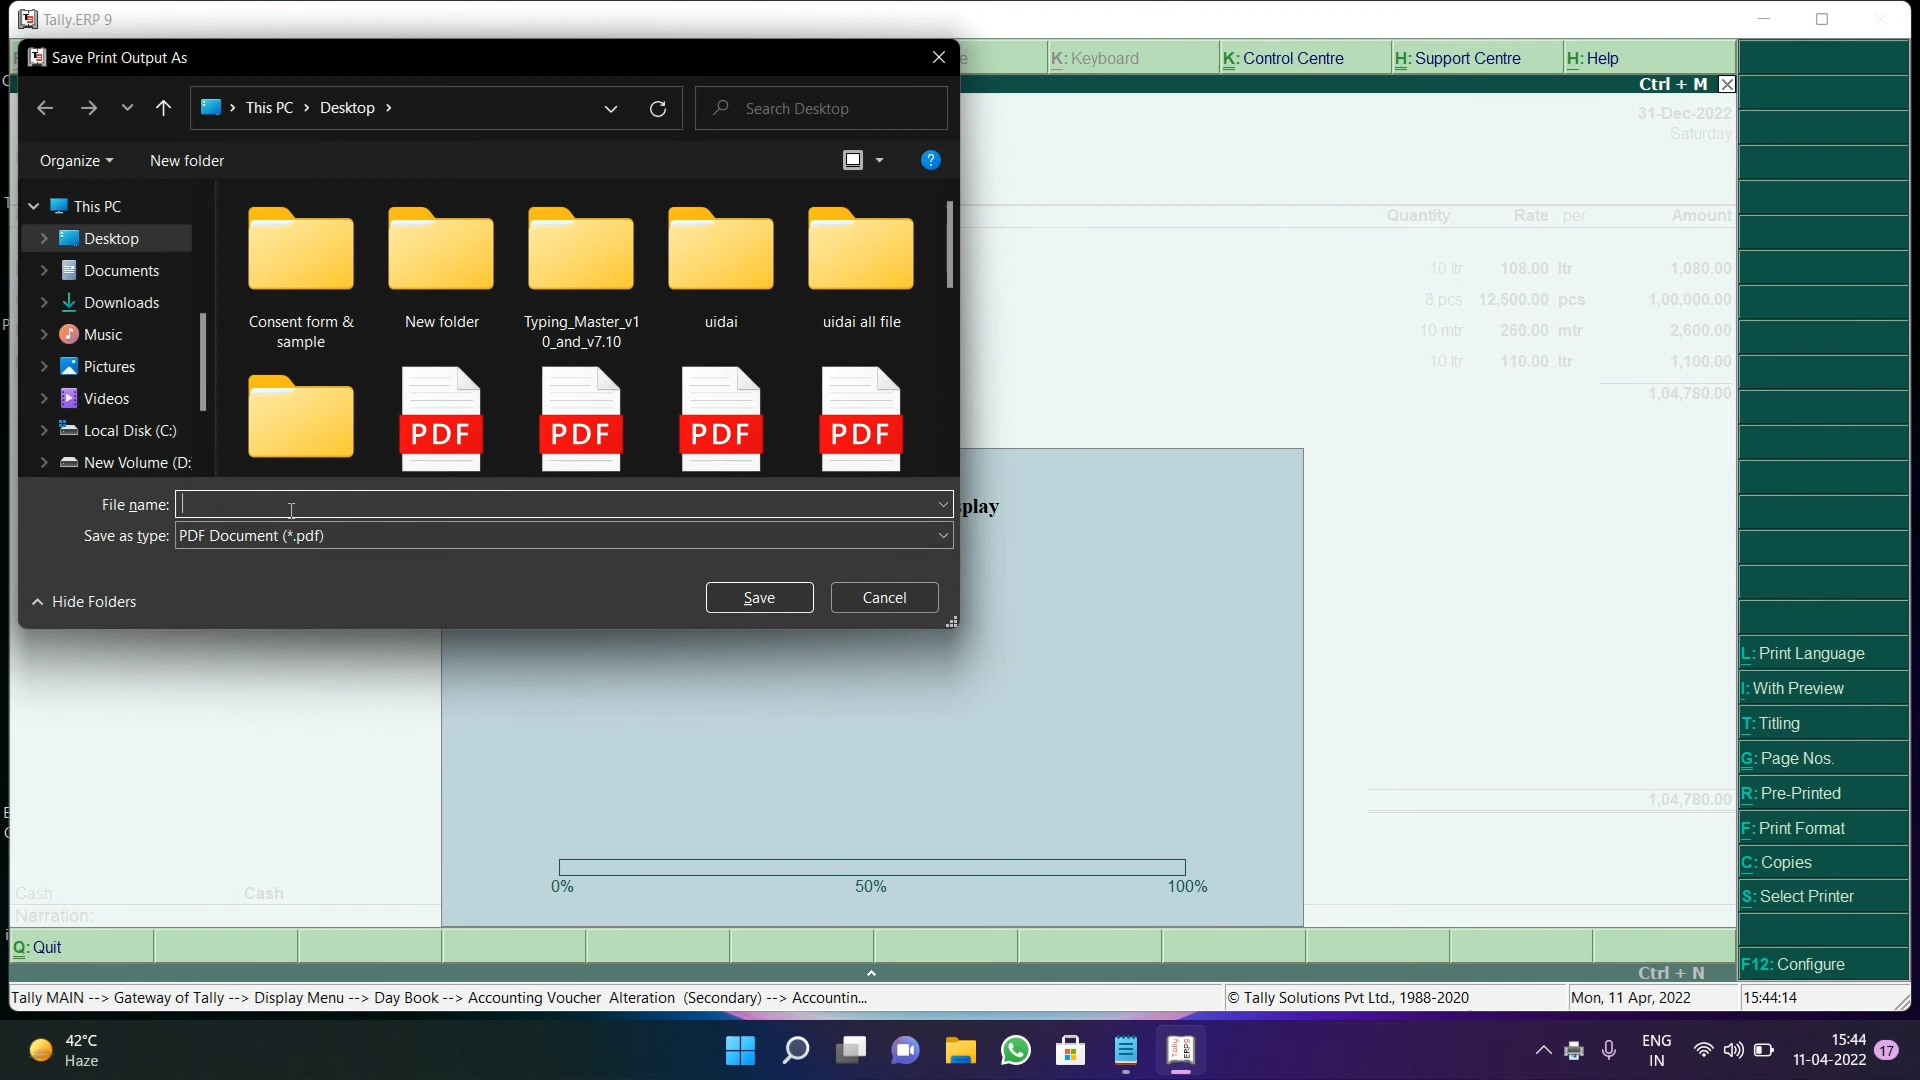 Tally.ERP 9
Save Print Output As
K: Keyboard
K: Control Centre
H: Support Centre
H: Help
Ctrl + M
This PC
Desktop
Search Desktop
31-Dec-2022
Saturday
Organize
New folder
This PC
Desktop
Documents
Downloads
Music
Pictures
Videos
Local Disk (C:)
New Volume (D:
Consent form &
sample
New folder
Typing_Master_v1
0_and_v7.10
uidai
uidai all file
PDF
PDF
PDF
PDF
Quantity Rate per Amount
10 ltr 108.00 ltr 1,080.00
8 pcs 12,500.00 pcs 1,00,000.00
10 mtr 260.00 mtr 2,600.00
10 ltr 110.00 ltr 1,100.00
1,04,780.00
File name:
Save as type: PDF Document (*.pdf)
play
Hide Folders
Save
Cancel
L: Print Language
I: With Preview
T: Titling
G: Page Nos.
R: Pre-Printed
F: Print Format
C: Copies
S: Select Printer
F12: Configure
1,04,780.00
0% 50% 100%
Cash : Cash
Narration:
Q: Quit
Ctrl + N
Tally MAIN --> Gateway of Tally --> Display Menu --> Day Book --> Accounting Voucher Alteration (Secondary) --> Accountin...
© Tally Solutions Pvt Ltd., 1988-2020
Mon, 11 Apr, 2022
15:44:14
42°C
Haze
Tally ERP9
ENG
IN
15:44
11-04-2022
17